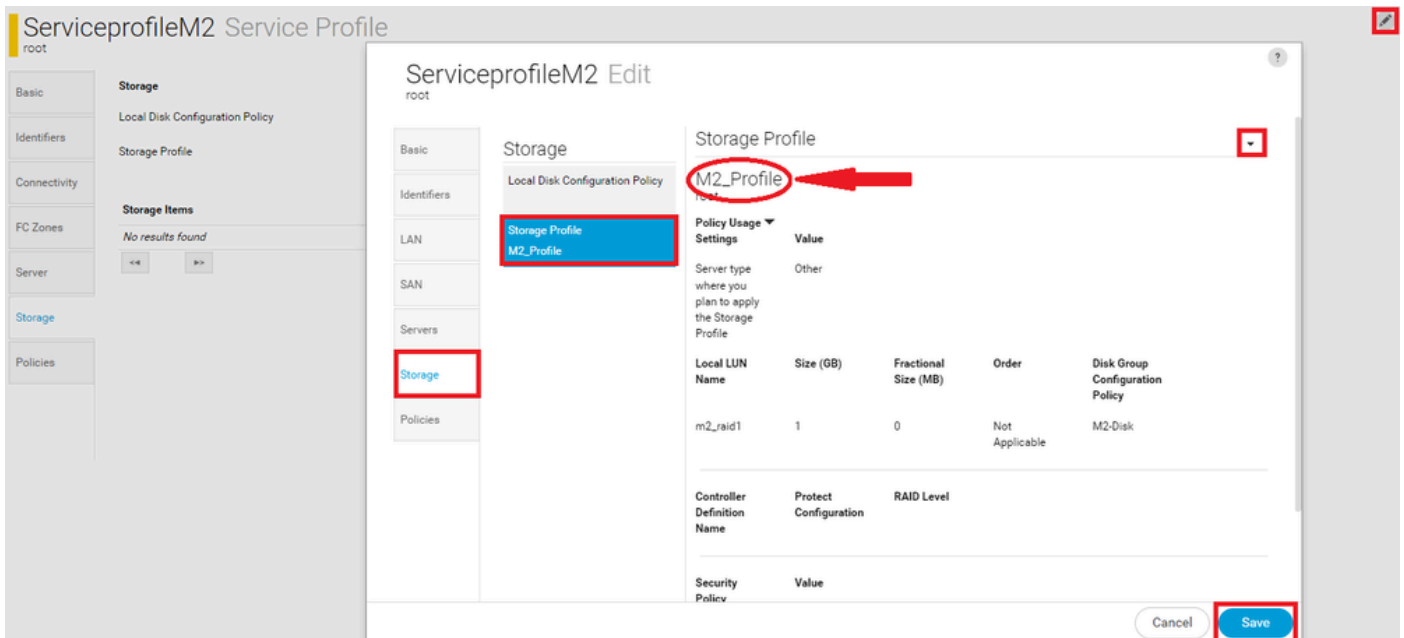 ServiceprofileM2 Service Profile
root
Basic
Identifiers
Connectivity
FC Zones
Server
Storage
Policies
Storage
Local Disk Configuration Policy
Storage Profile
Storage Items
No results found
<<
>>
?
ServiceprofileM2 Edit
root
Basic
Identifiers
LAN
SAN
Servers
Storage
Policies
Storage
Local Disk Configuration Policy
Storage Profile
M2_Profile
Storage Profile
M2_Profile
root
Policy Usage
Settings Value
Server type Other
where you
plan to apply
the Storage
Profile
Local LUN Size (GB) Fractional Order Disk Group
Name Size (MB) Configuration
Policy
m2_raid1 1 0 Not M2-Disk
Applicable
Controller Protect RAID Level
Definition Configuration
Name
Security Value
Policy
Cancel Save